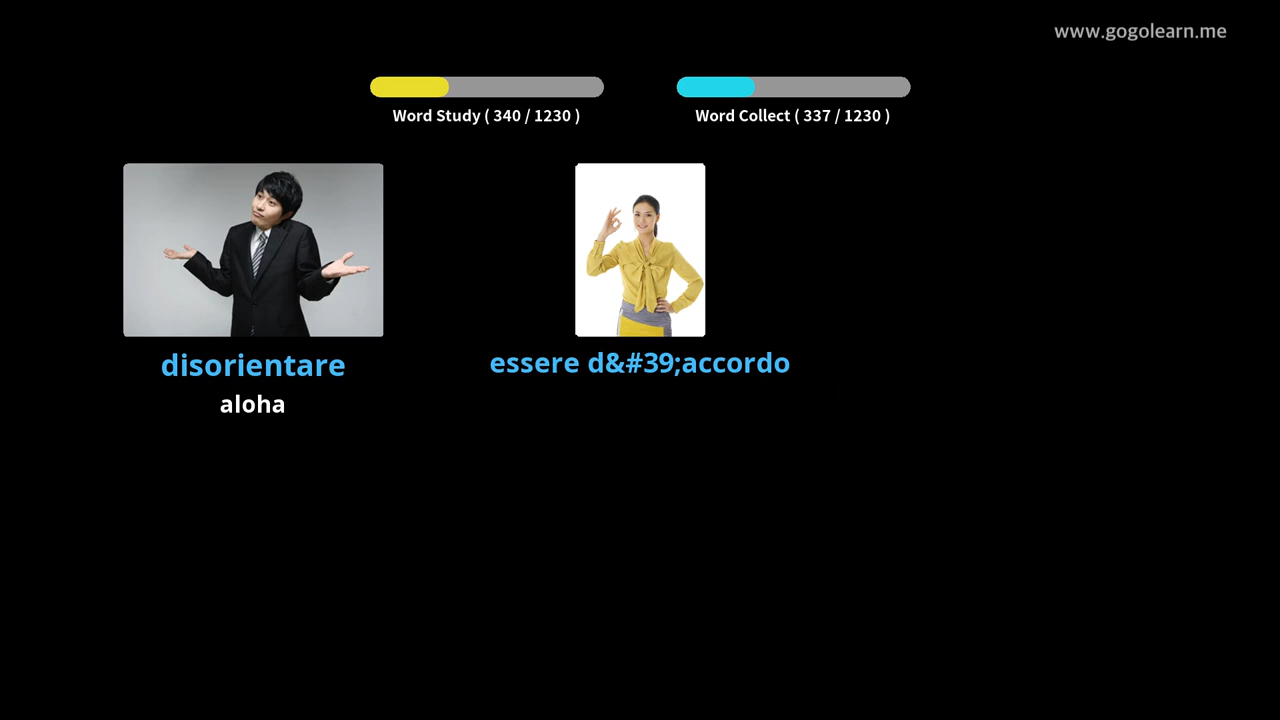 www.gogolearn.me
Word Study ( 340 / 1230 )
Word Collect ( 337 / 1230 )
disorientare
aloha
essere d&#39;accordo